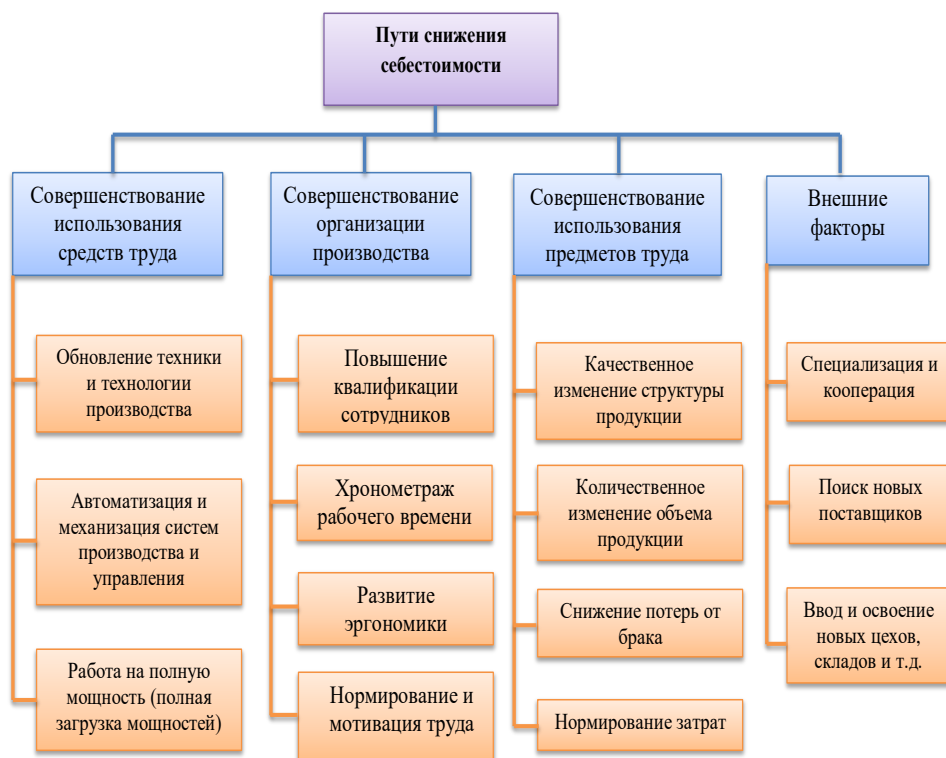 Пути снижения
себестоимости
Совершенствование
использования
средств труда
Обновление техники
и технологии
производства
Автоматизация и
механизация систем
производства и
управления
Работа на полную
мощность (полная
загрузка мощностей)
Совершенствование
организации
производства
Повышение
квалификации
сотрудников
Хронометраж
рабочего времени
Развитие
эргономики
Нормирование и
мотивация труда
Совершенствование
использования
предметов труда
Качественное
изменение структуры
продукции
Количественное
изменение объема
продукции
Снижение потерь от
брака
Нормирование затрат
Внешние
факторы
Специализация и
кооперация
Поиск новых
поставщиков
Ввод и освоение
новых цехов,
складов и т.д.